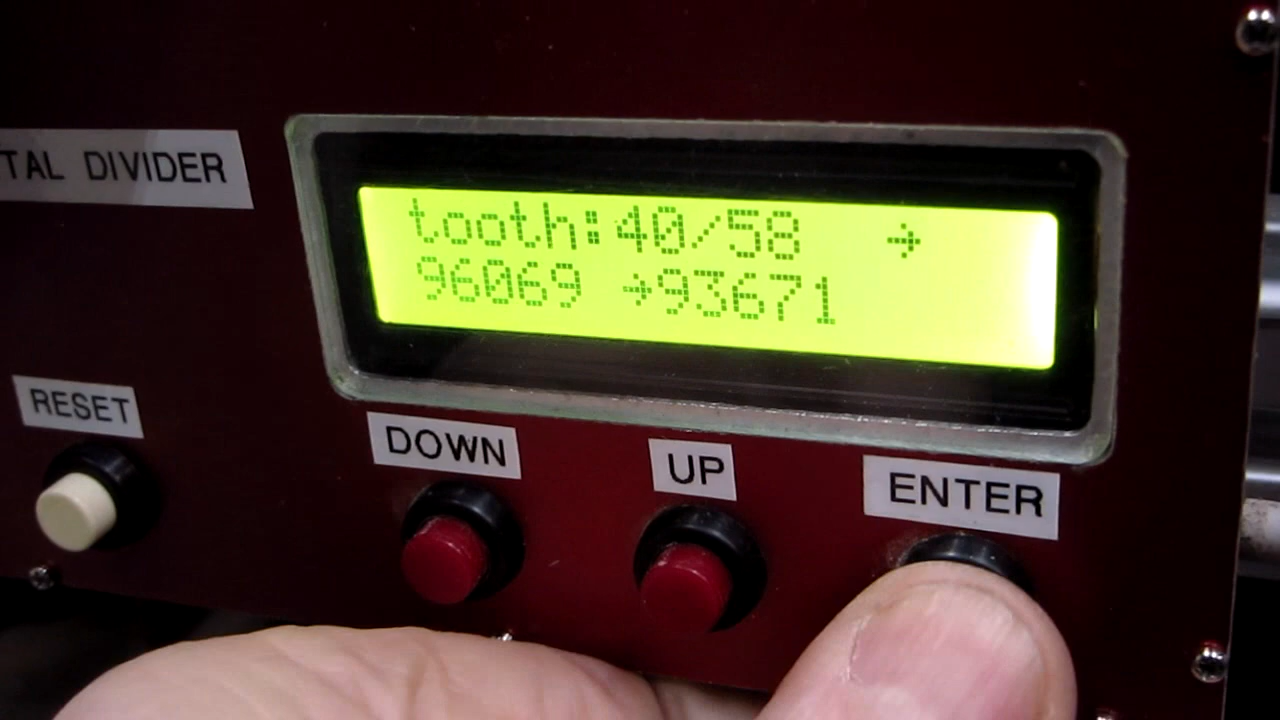 TAL DIVIDER
tooth:40/58 →
96069 →93671
RESET
DOWN
UP
ENTER